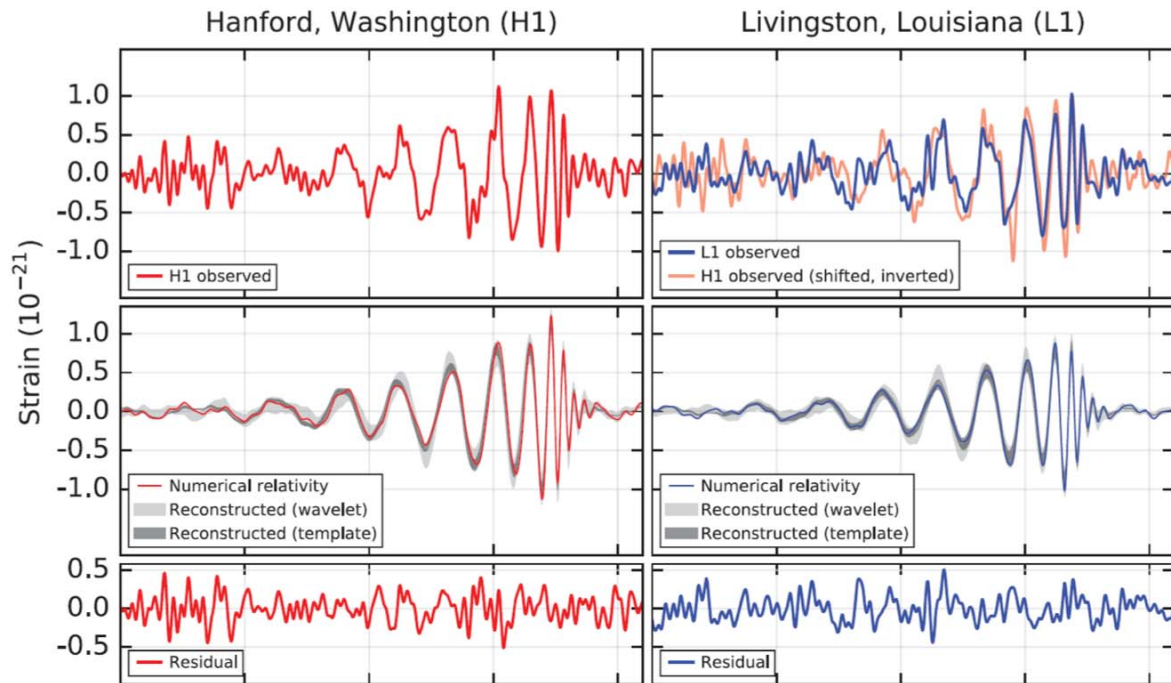 Hanford, Washington (H1)
Livingston, Louisiana (L1)
Strain (10⁻²¹)
1.0
0.5
0.0
-0.5
-1.0
H1 observed
L1 observed
H1 observed (shifted, inverted)
1.0
0.5
0.0
-0.5
-1.0
Numerical relativity
Reconstructed (wavelet)
Reconstructed (template)
Numerical relativity
Reconstructed (wavelet)
Reconstructed (template)
0.5
0.0
-0.5
Residual
Residual